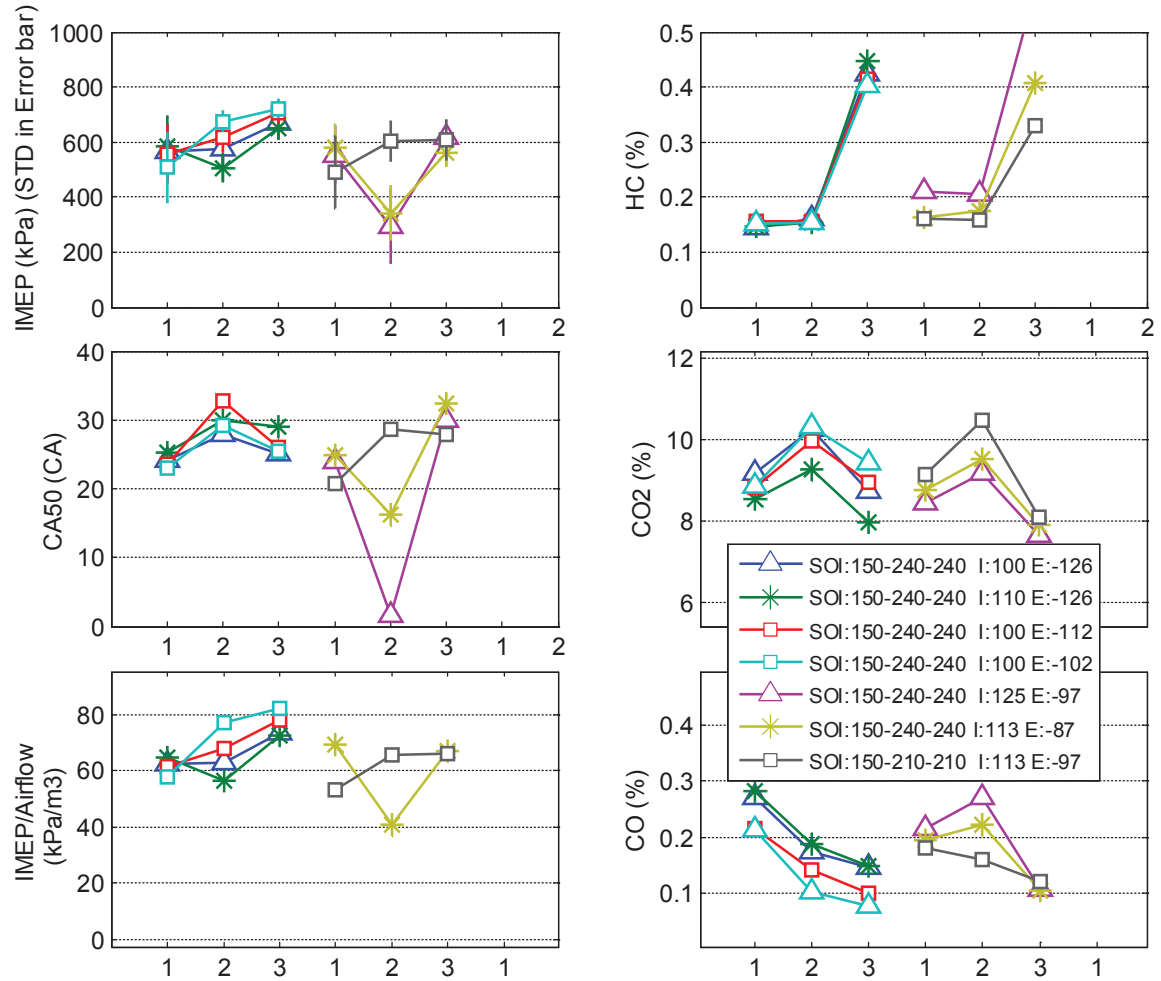 IMEP (kPa) (STD in Error bar)
1000
800
600
400
200
0
1 2 3 1 2 3 1 2
HC (%)
0.5
0.4
0.3
0.2
0.1
0
1 2 3 1 2 3 1 2
CA50 (CA)
40
30
20
10
0
1 2 3 1 2 3 1 2
CO2 (%)
12
10
8
6
SOI:150-240-240 I:100 E:-126
SOI:150-240-240 I:110 E:-126
SOI:150-240-240 I:100 E:-112
SOI:150-240-240 I:100 E:-102
SOI:150-240-240 I:125 E:-97
SOI:150-240-240 I:113 E:-87
SOI:150-210-210 I:113 E:-97
IMEP/Airflow
(kPa/m3)
80
60
40
20
0
1 2 3 1 2 3 1
CO (%)
0.4
0.3
0.2
0.1
1 2 3 1 2 3 1